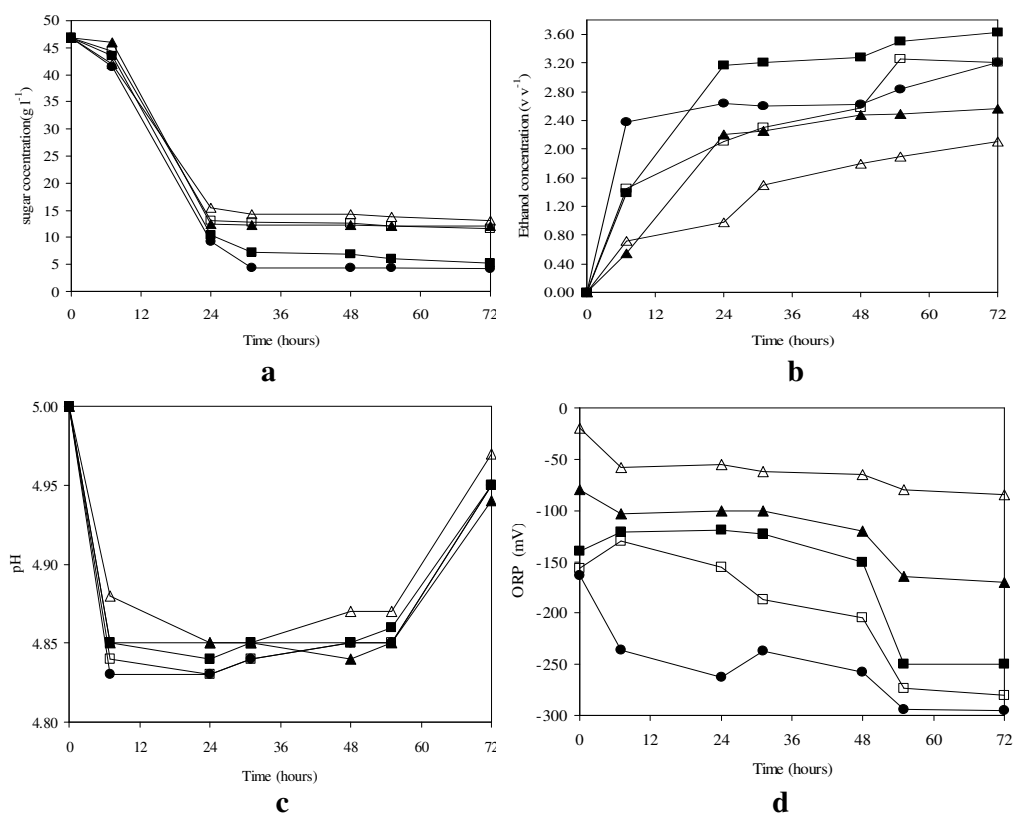 50
45
40
35
30
25
20
15
10
5
0
sugar cocentration(g l⁻¹)
0 12 24 36 48 60 72
Time (hours)
a
3.60
3.20
2.80
2.40
2.00
1.60
1.20
0.80
0.40
0.00
Ethanol concentration (v v⁻¹)
0 12 24 36 48 60 72
Time (hours)
b
5.00
4.95
4.90
4.85
4.80
pH
0 12 24 36 48 60 72
Time (hours)
c
0
-50
-100
-150
-200
-250
-300
ORP (mV)
0 12 24 36 48 60 72
Time (hours)
d